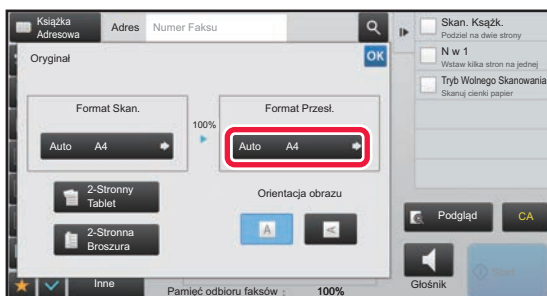 Książka
Adresowa
Adres
Numer Faksu
Skan. Ksążk.
Podziel na dwie strony
N w 1
Wstaw kilka stron na jednej
Tryb Wolnego Skanowania
Skanuj cienki papier
Oryginał
OK
Format Skan.
100%
Format Przesł.
Auto A4
Auto A4
2-Stronny
Tablet
2-Stronna
Broszura
Orientacja obrazu
A
A
Podgląd
CA
Głośnik
Start
Inne
Pamięć odbioru faksów : 100%